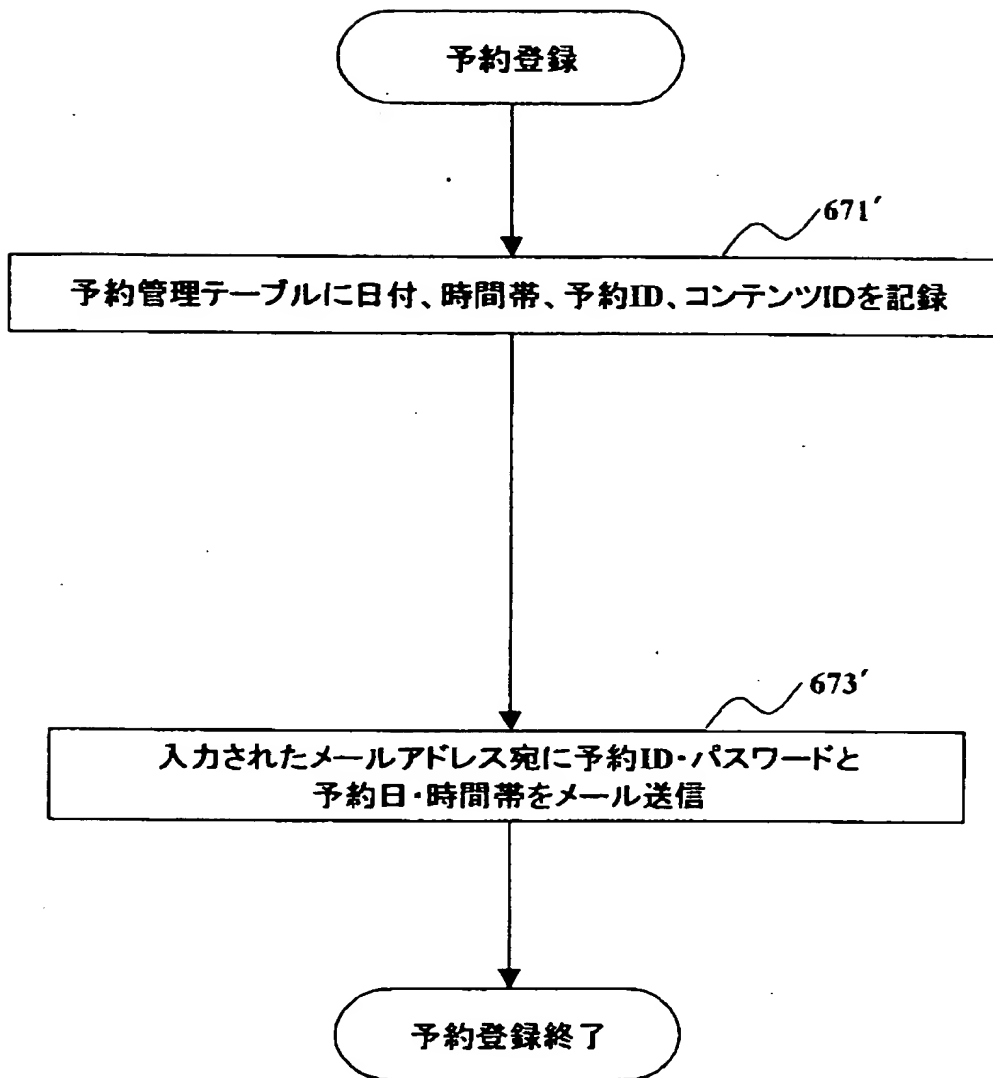 予約登録
671′
予約管理テーブルに日付、時間帯、予約ID、コンテンツIDを記録
673′
入力されたメールアドレス宛に予約ID・パスワードと
予約日・時間帯をメール送信
予約登録終了